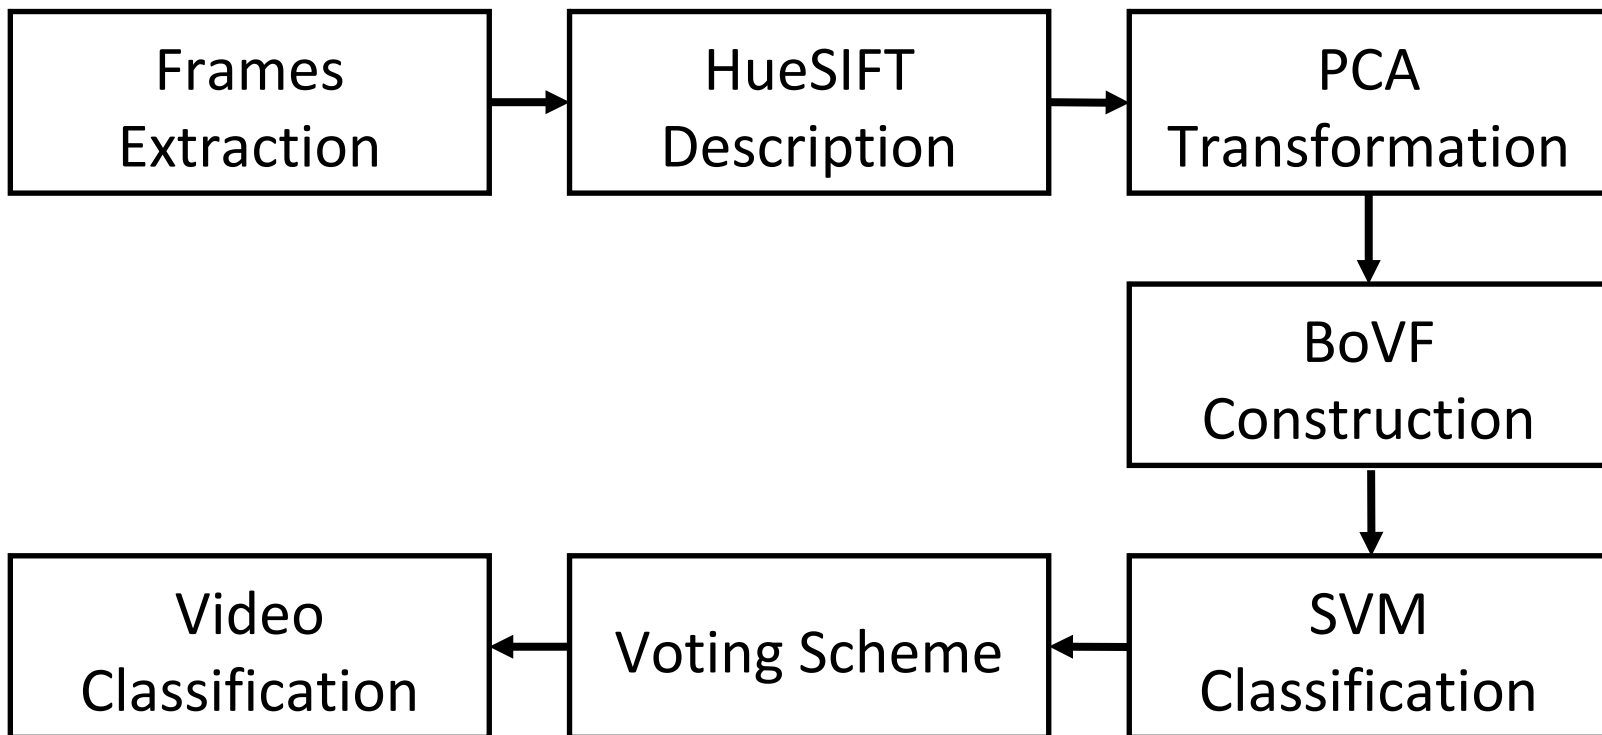 Frames
Extraction
HueSIFT
Description
PCA
Transformation
BoVF
Construction
SVM
Classification
Voting Scheme
Video
Classification